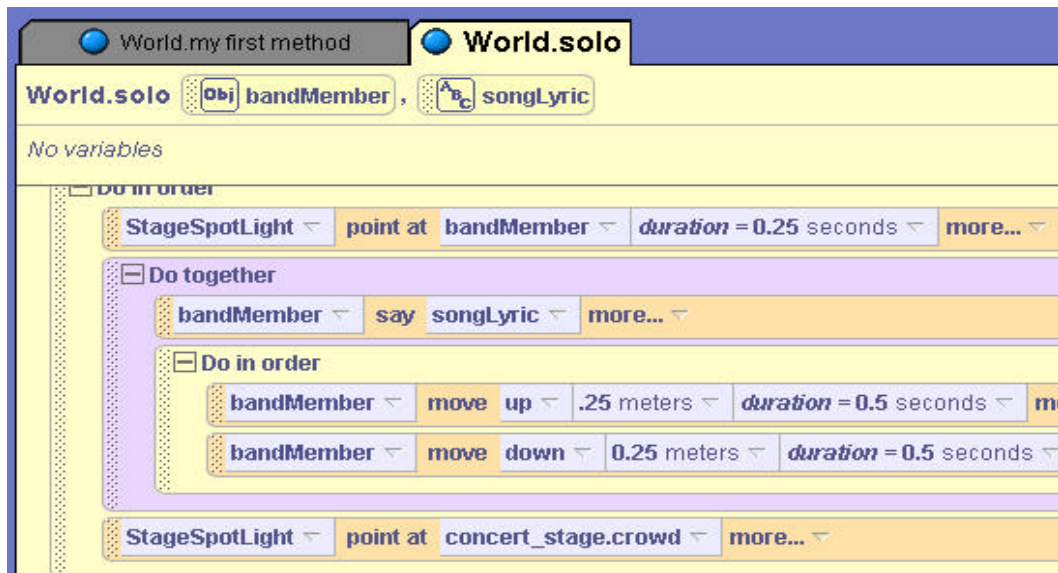 World.my first method World.solo
World.solo Obj bandMember , ABC songLyric
No variables
Do in order
StageSpotLight point at bandMember duration = 0.25 seconds more...
Do together
bandMember say songLyric more...
Do in order
bandMember move up .25 meters duration = 0.5 seconds m
bandMember move down 0.25 meters duration = 0.5 seconds
StageSpotLight point at concert_stage.crowd more...